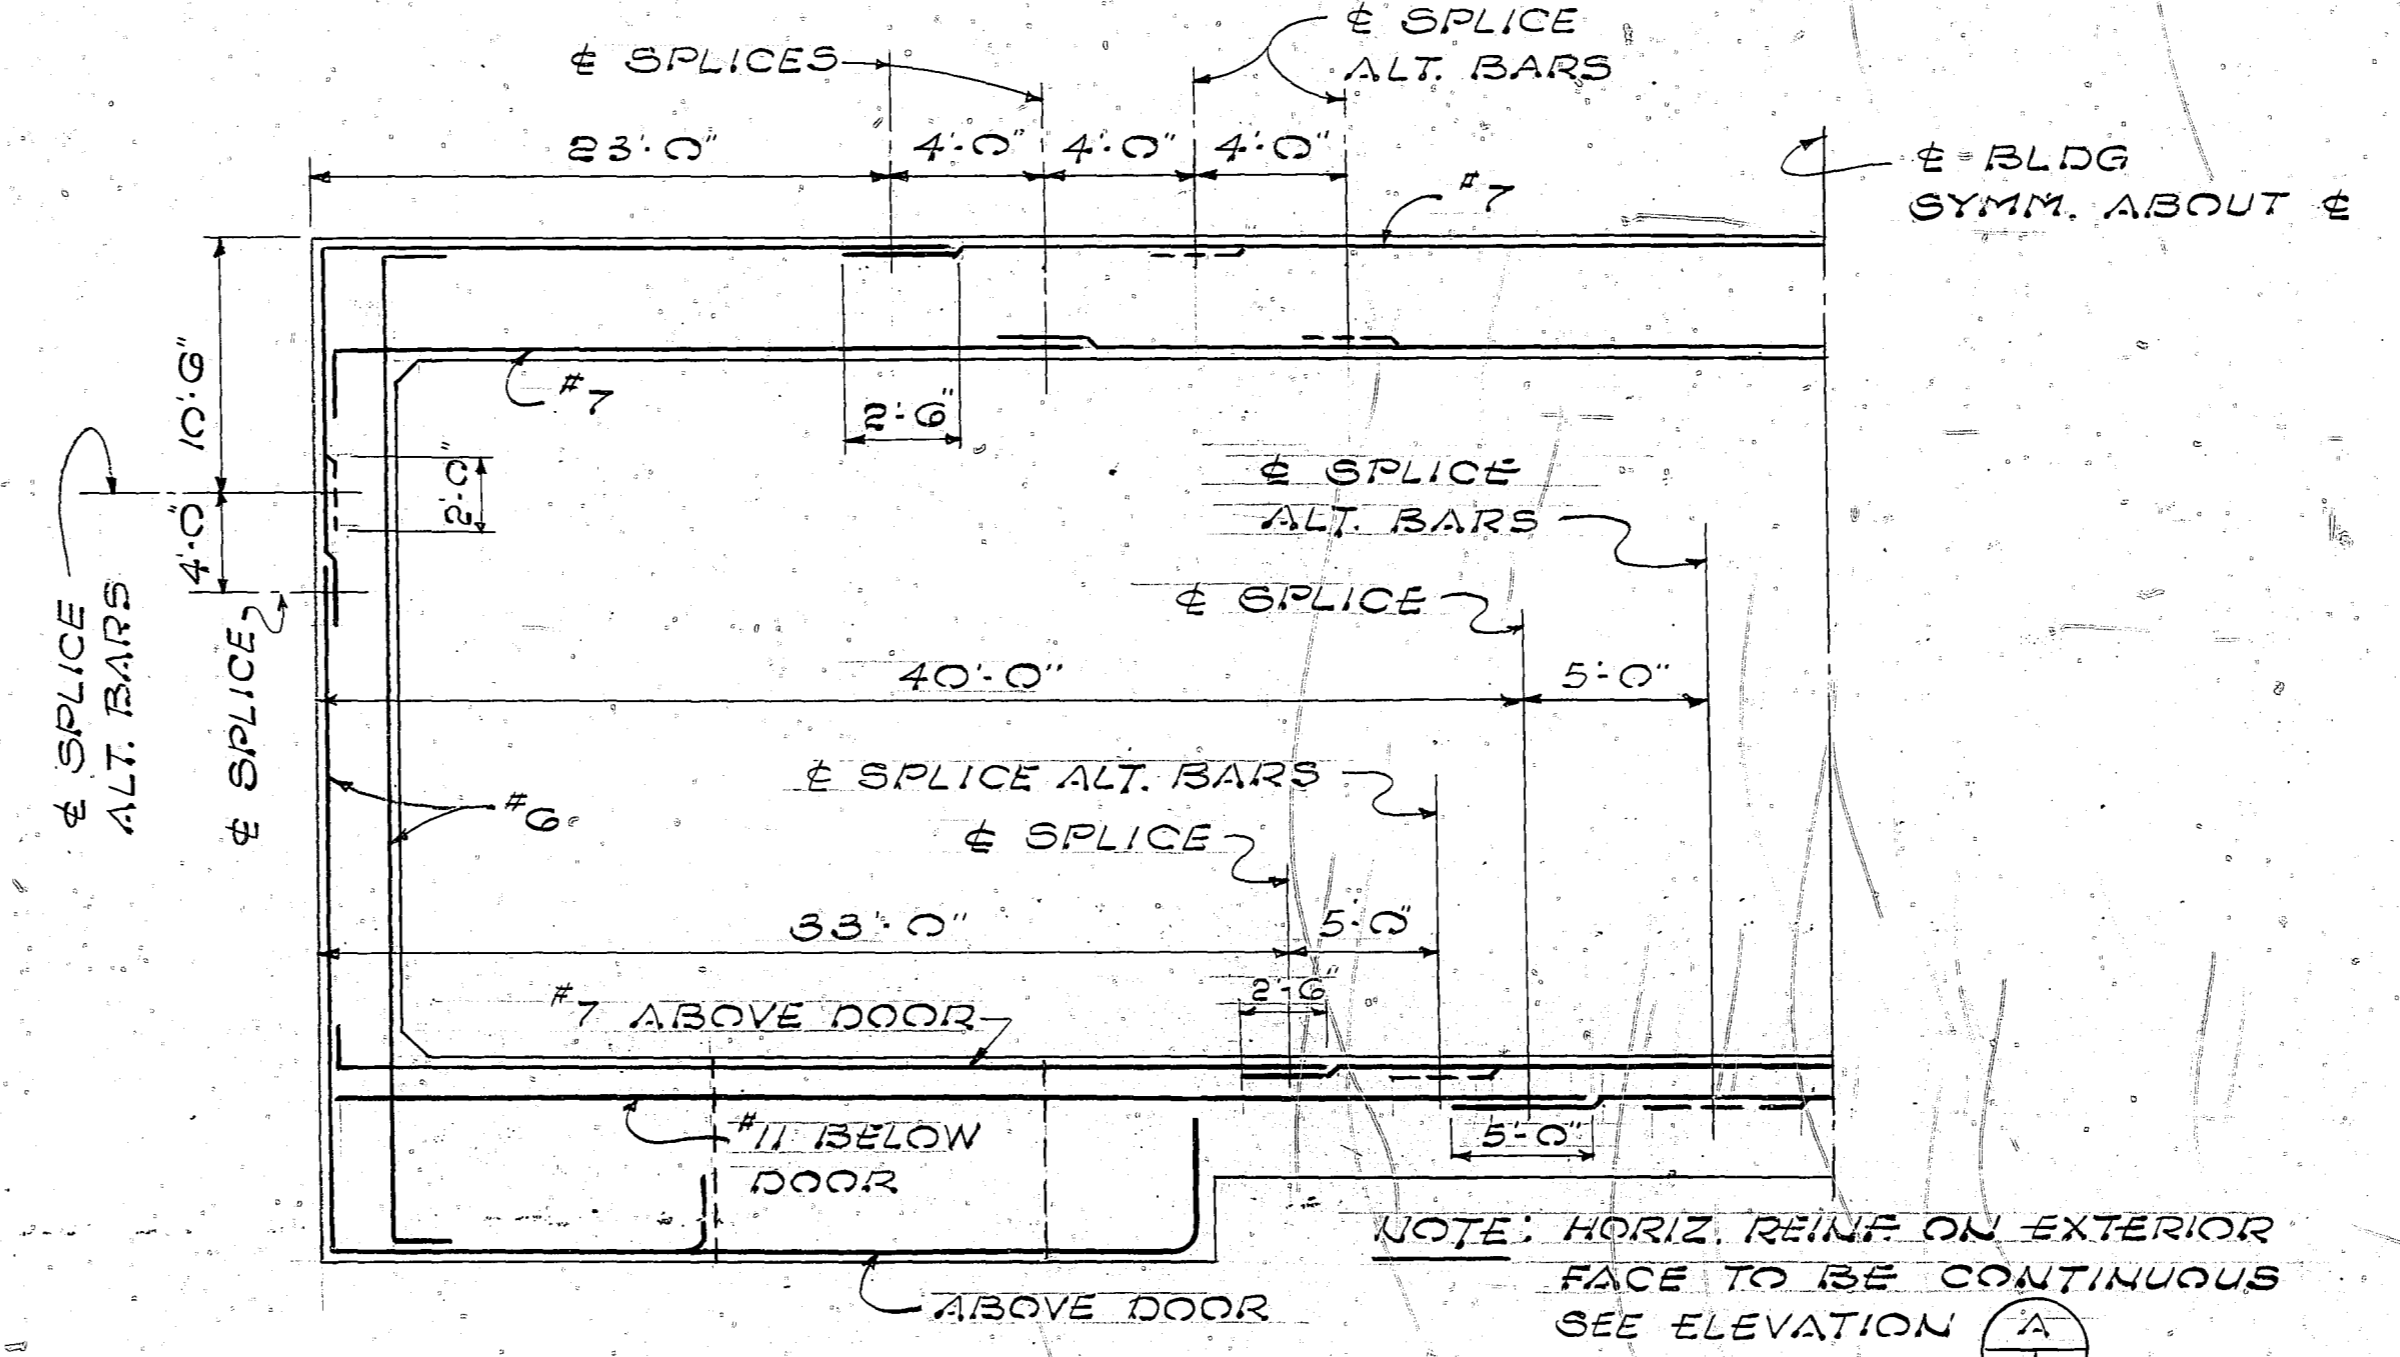 ℄ SPLICE
ALT. BARS
℄ SPLICES
23'-0"
4'-0"
4'-0"
4'-0"
℄ BLDG
SYMM. ABOUT ℄
#7
10'-6"
4'-0"
℄ SPLICE
ALT. BARS
℄ SPLICE
#7
2'-6"
2'-0"
℄ SPLICE
ALT. BARS
℄ SPLICE
40'-0"
5'-0"
℄ SPLICE ALT. BARS
#6
℄ SPLICE
33'-0"
5'-0"
2'-6"
#7 ABOVE DOOR
#11 BELOW
DOOR
5'-0"
ABOVE DOOR
NOTE: HORIZ. REINF. ON EXTERIOR
FACE TO BE CONTINUOUS
SEE ELEVATION A